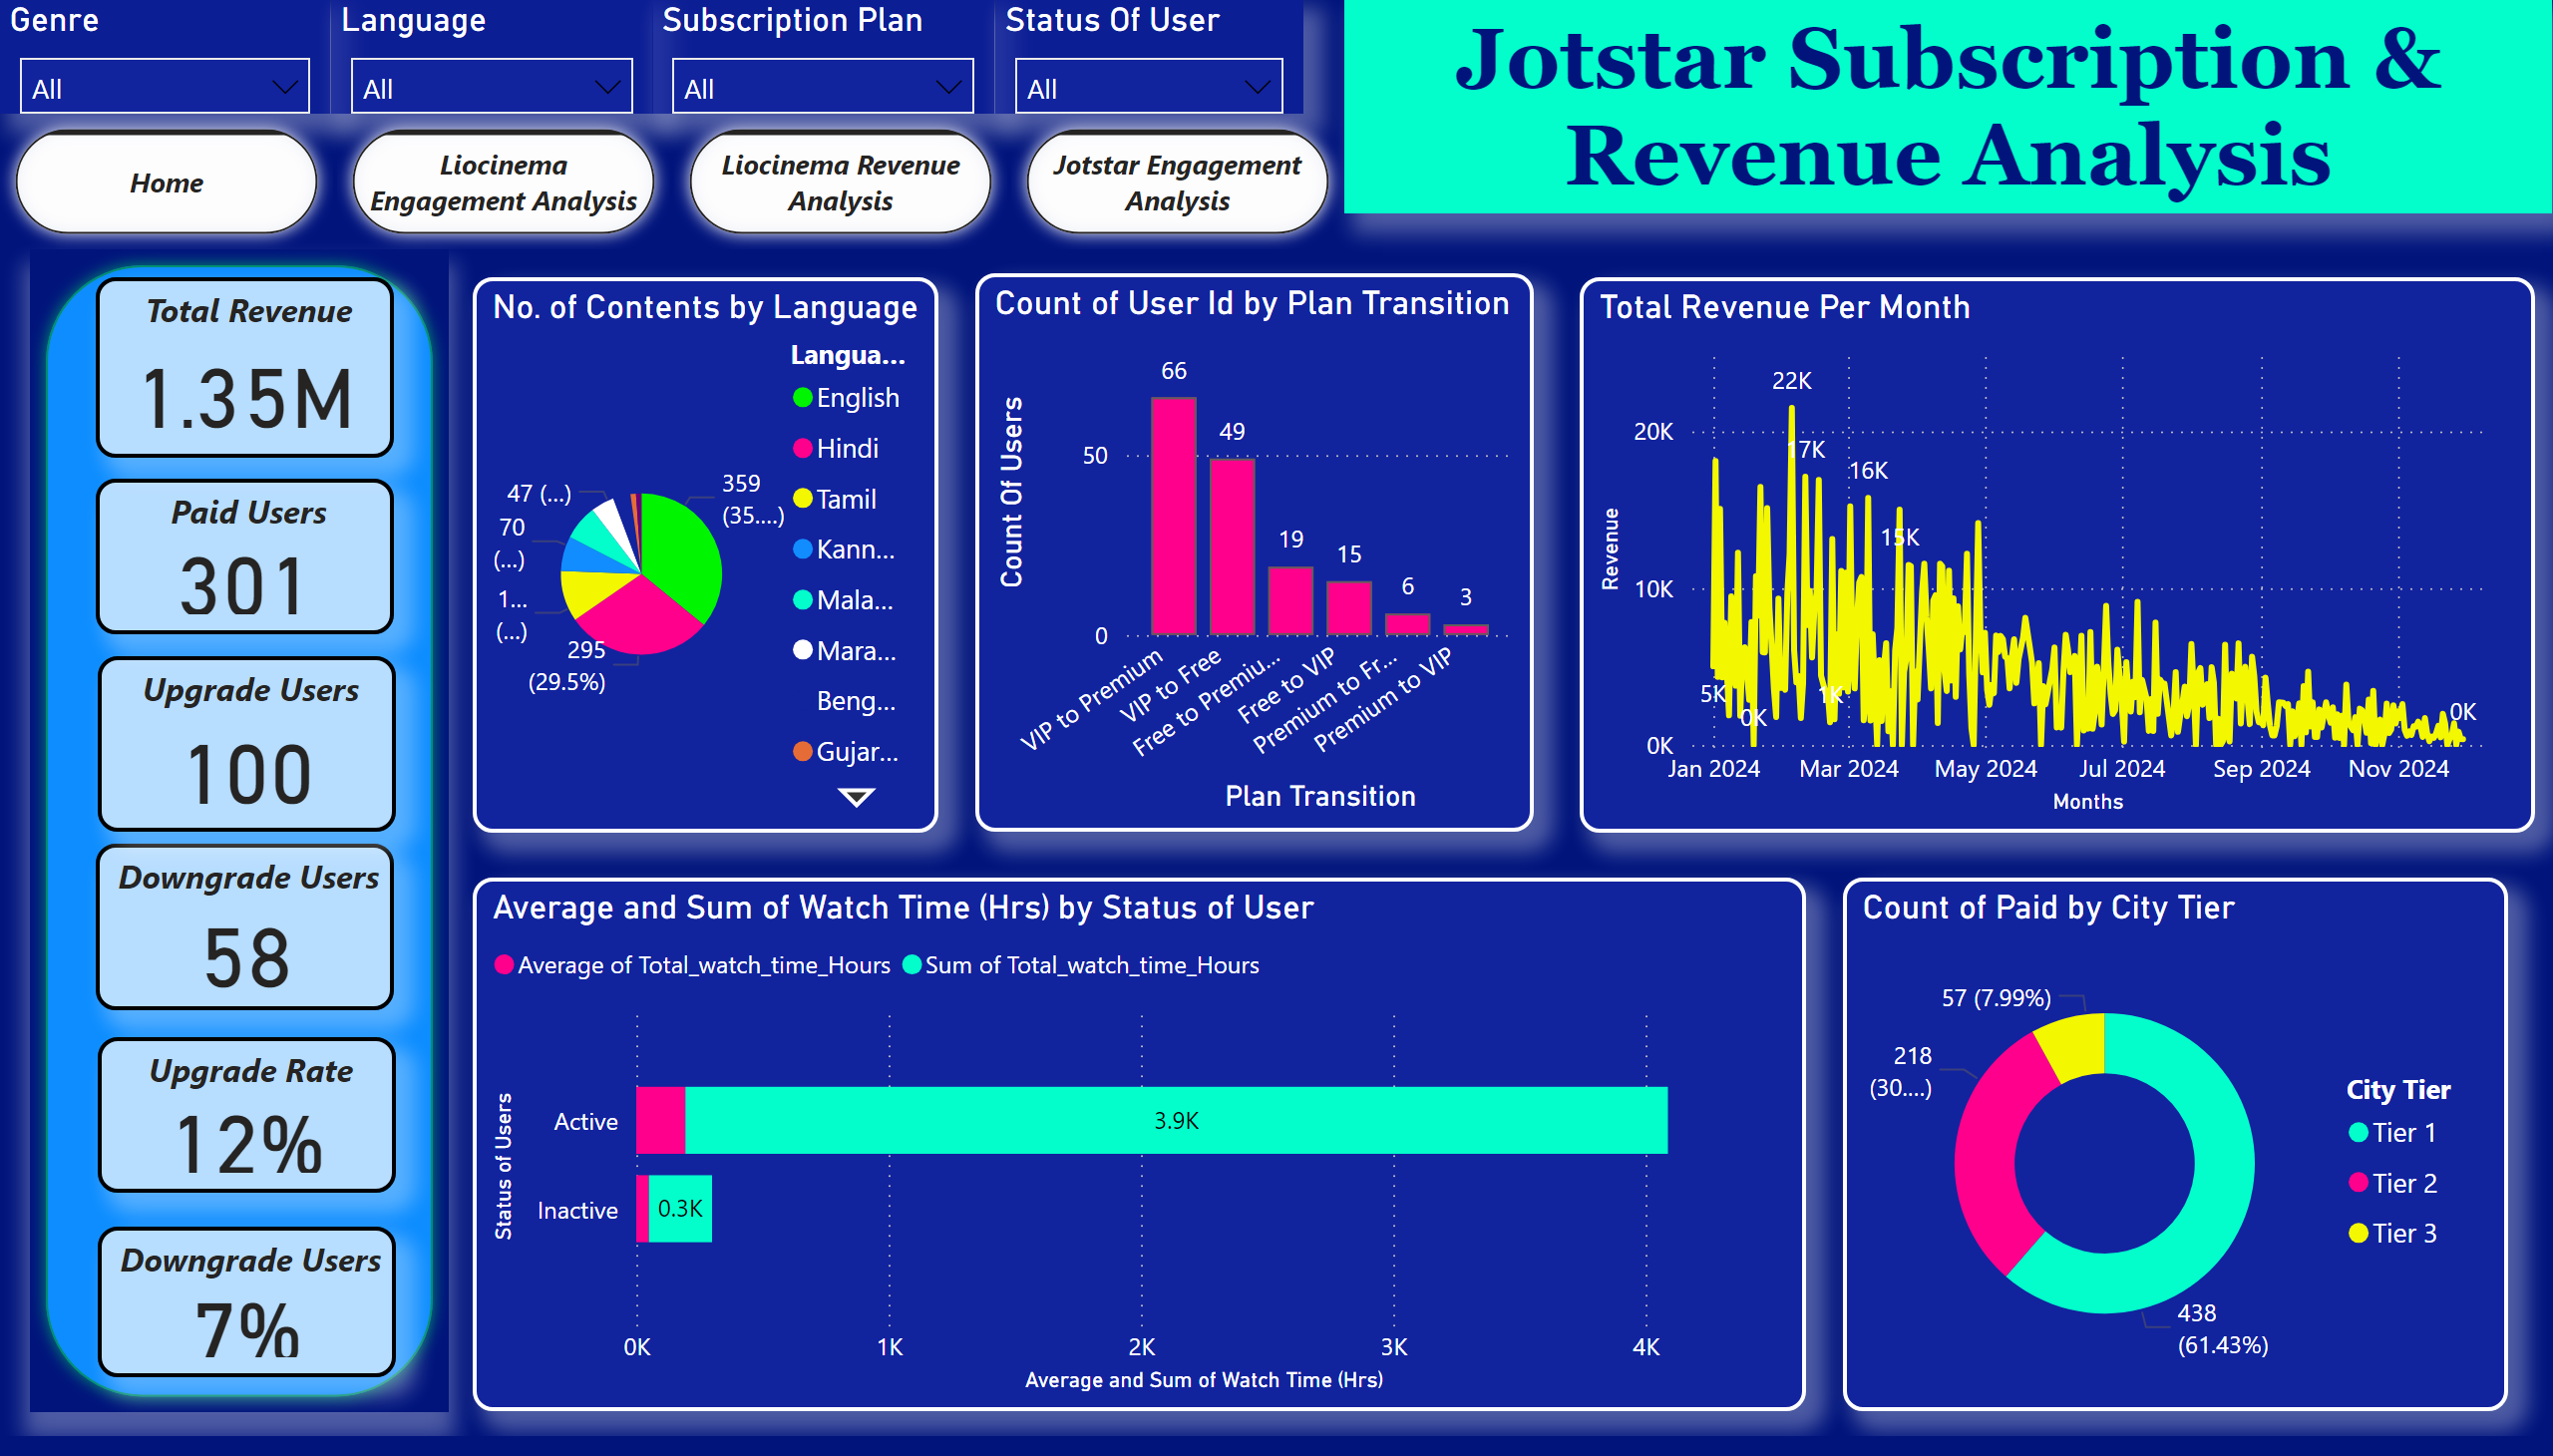 Genre
Language
Subscription Plan
Status Of User
All
All
All
All
Jotstar Subscription &
Revenue Analysis
Home
Liocinema
Engagement Analysis
Liocinema Revenue
Analysis
Jotstar Engagement
Analysis
Total Revenue
1.35M
Paid Users
301
Upgrade Users
100
Downgrade Users
58
Upgrade Rate
12%
Downgrade Users
7%
No. of Contents by Language
Langua...
English
Hindi
Tamil
Kann...
Mala...
Mara...
Beng...
Gujar...
359
(35....)
295
(29.5%)
1...
(...)
70
(...)
47 (...)
Count of User Id by Plan Transition
Count Of Users
50
0
66
49
19
15
6
3
VIP to Premium
VIP to Free
Free to Premiu...
Free to VIP
Premium to Fr...
Premium to VIP
Plan Transition
Total Revenue Per Month
Revenue
20K
10K
0K
22K
17K
16K
15K
5K
0K
1K
0K
Jan 2024
Mar 2024
May 2024
Jul 2024
Sep 2024
Nov 2024
Months
Average and Sum of Watch Time (Hrs) by Status of User
Average of Total_watch_time_Hours
Sum of Total_watch_time_Hours
Status of Users
Active
3.9K
Inactive
0.3K
0K
1K
2K
3K
4K
Average and Sum of Watch Time (Hrs)
Count of Paid by City Tier
57 (7.99%)
218
(30....)
438
(61.43%)
City Tier
Tier 1
Tier 2
Tier 3